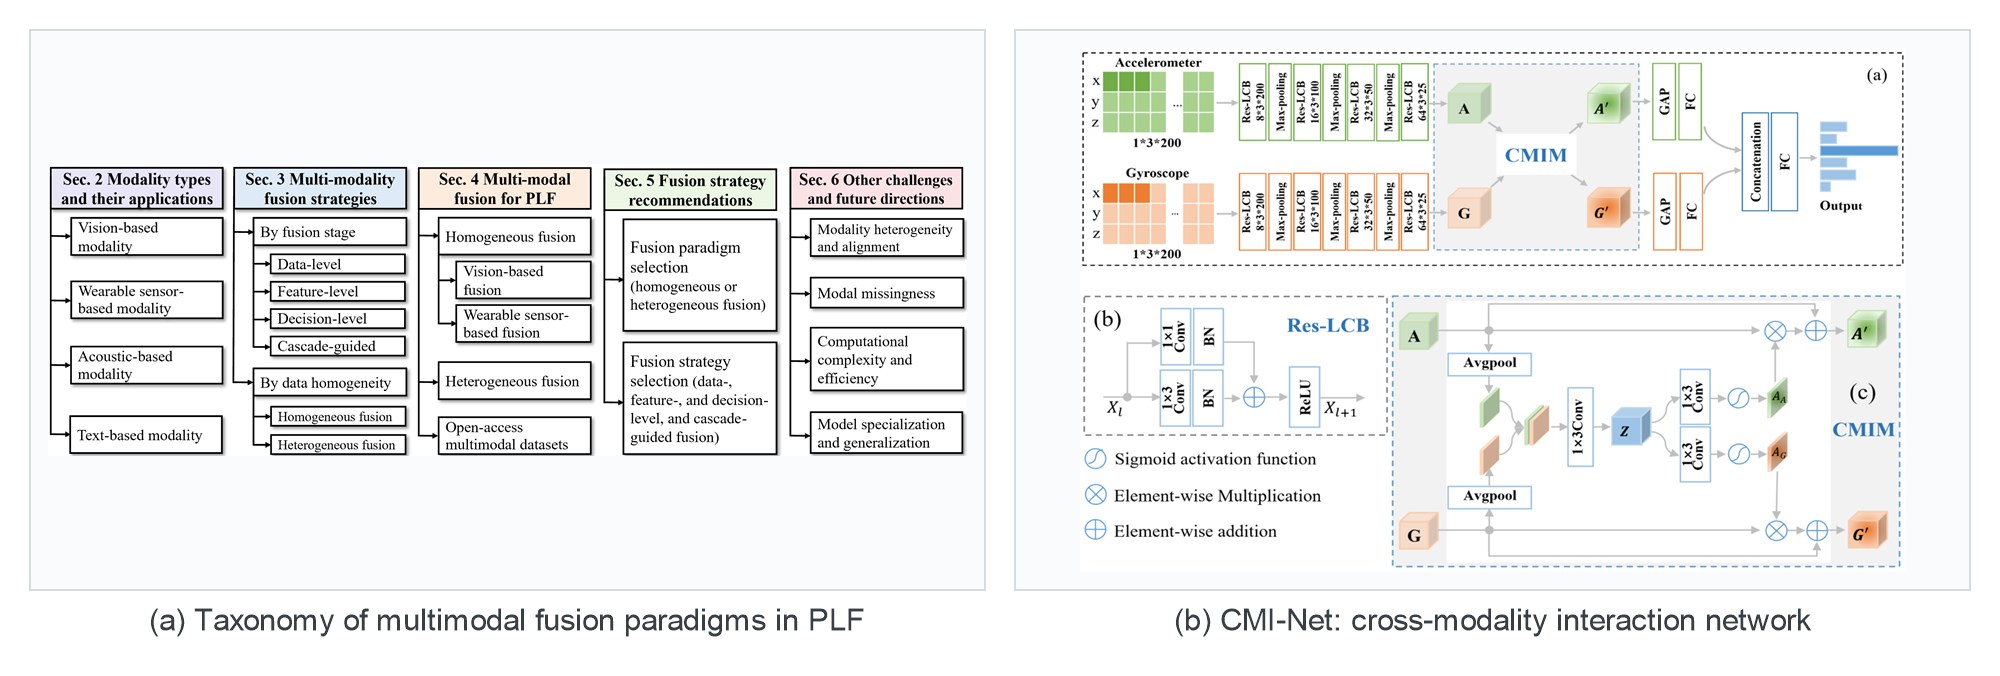 Sec. 2 Modality types
and their applications
Vision-based
modality
Wearable sensor-
based modality
Acoustic-based
modality
Text-based modality
Sec. 3 Multi-modality
fusion strategies
By fusion stage
Data-level
Feature-level
Decision-level
Cascade-guided
By data homogeneity
Homogeneous fusion
Heterogeneous fusion
Sec. 4 Multi-modal
fusion for PLF
Homogeneous fusion
Vision-based
fusion
Wearable sensor-
based fusion
Heterogeneous fusion
Open-access
multimodal datasets
Sec. 5 Fusion strategy
recommendations
Fusion paradigm
selection
(homogeneous or
heterogeneous fusion)
Fusion strategy
selection (data-,
feature-, and decision-
level, and cascade-
guided fusion)
Sec. 6 Other challenges
and future directions
Modality heterogeneity
and alignment
Modal missingness
Computational
complexity and
efficiency
Model specialization
and generalization
(a) Taxonomy of multimodal fusion paradigms in PLF
(a)
Accelerometer
x
y
z
...
1*3*200
Res-LCB
8*3*200
Max-pooling
Res-LCB
16*3*100
Max-pooling
Res-LCB
32*3*50
Max-pooling
Res-LCB
64*3*25
A
A'
GAP
FC
CMIM
Gyroscope
x
y
z
...
1*3*200
Res-LCB
8*3*200
Max-pooling
Res-LCB
16*3*100
Max-pooling
Res-LCB
32*3*50
Max-pooling
Res-LCB
64*3*25
G
G'
GAP
FC
Concatenation
FC
Output
(b)
Res-LCB
1×1
Conv
BN
1×3
Conv
BN
ReLU
Xl
Xl+1
Sigmoid activation function
Element-wise Multiplication
Element-wise addition
(c)
CMIM
A
Avgpool
1×3Conv
Z
1×3
Conv
AA
A'
1×3
Conv
AG
Avgpool
G
G'
(b) CMI-Net: cross-modality interaction network